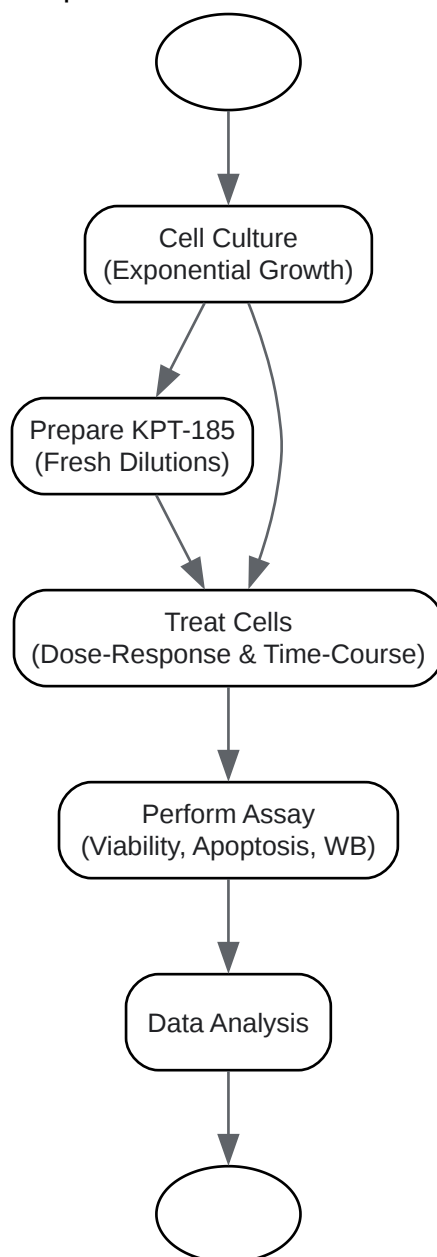 Cell Culture
(Exponential Growth)
Prepare KPT-185
(Fresh Dilutions)
Treat Cells
(Dose-Response & Time-Course)
Perform Assay
(Viability, Apoptosis, WB)
Data Analysis